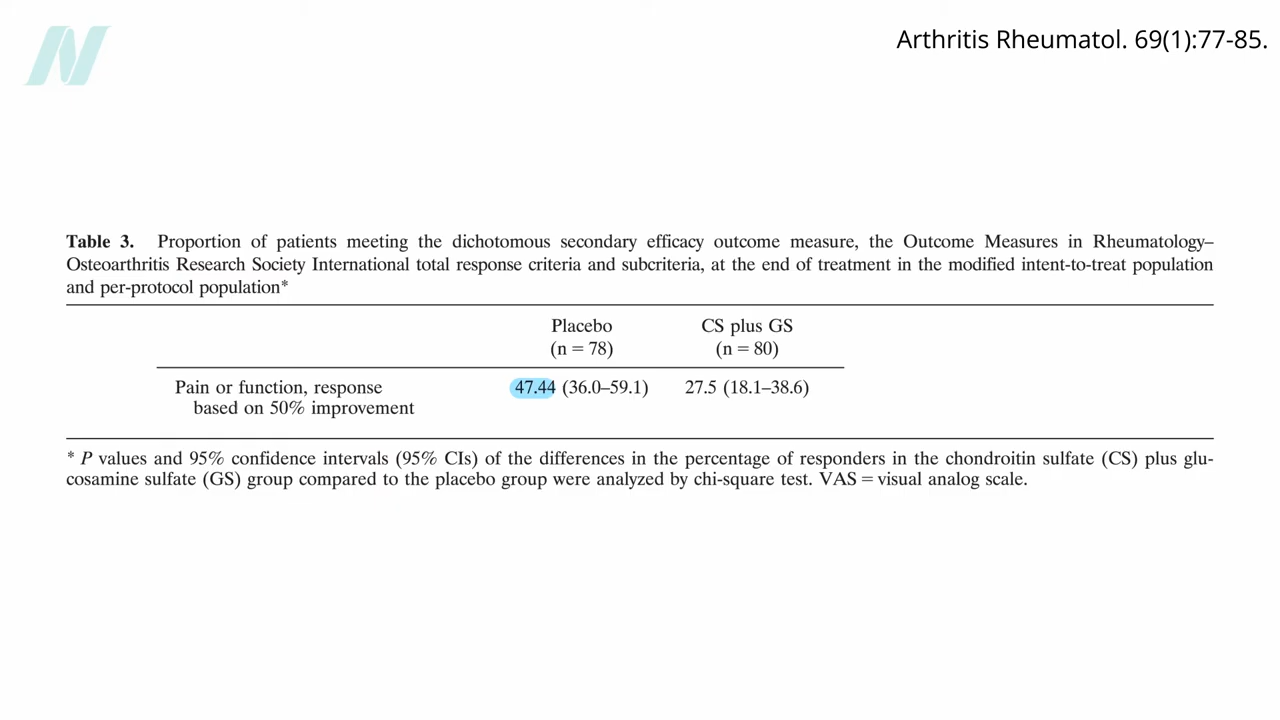 Arthritis Rheumatol. 69(1):77-85.
Table 3. Proportion of patients meeting the dichotomous secondary efficacy outcome measure, the Outcome Measures in Rheumatology–
Osteoarthritis Research Society International total response criteria and subcriteria, at the end of treatment in the modified intent-to-treat population
and per-protocol population*
Placebo CS plus GS
(n = 78) (n = 80)
Pain or function, response 47.44 (36.0–59.1) 27.5 (18.1–38.6)
based on 50% improvement
* P values and 95% confidence intervals (95% CIs) of the differences in the percentage of responders in the chondroitin sulfate (CS) plus glu-
cosamine sulfate (GS) group compared to the placebo group were analyzed by chi-square test. VAS = visual analog scale.